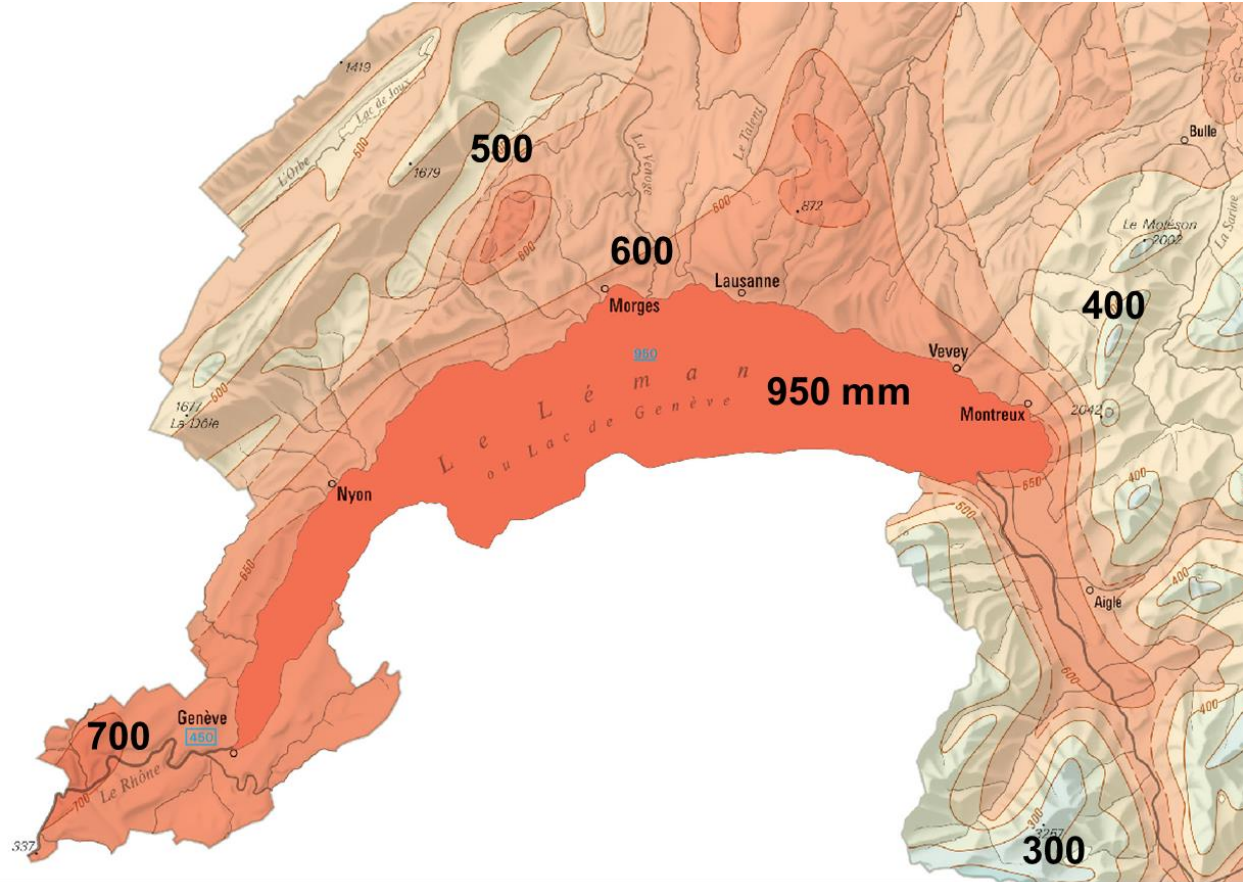 1419
Lac de Joux
L'Orbe
500
1679
500
La Venoge
Le Talent
Bulle
600
872
600
Le Moléson
2002
La Sarine
600
Lausanne
Morges
400
950
Vevey
500
1677
La Dôle
Le Léman
ou Lac de Genève
950 mm
Montreux
2042
Nyon
550
400
500
650
400
Aigle
600
400
Genève
450
700
Le Rhône
700
337
300
3257
300